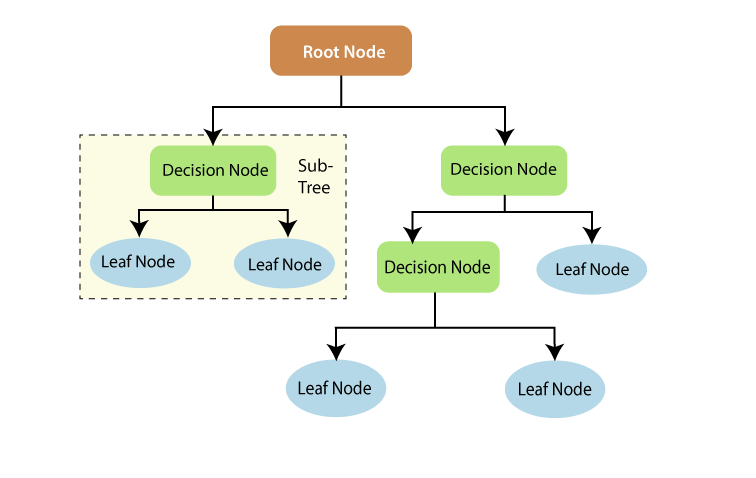 Root Node
Decision Node
Sub-
Tree
Decision Node
Leaf Node
Leaf Node
Decision Node
Leaf Node
Leaf Node
Leaf Node